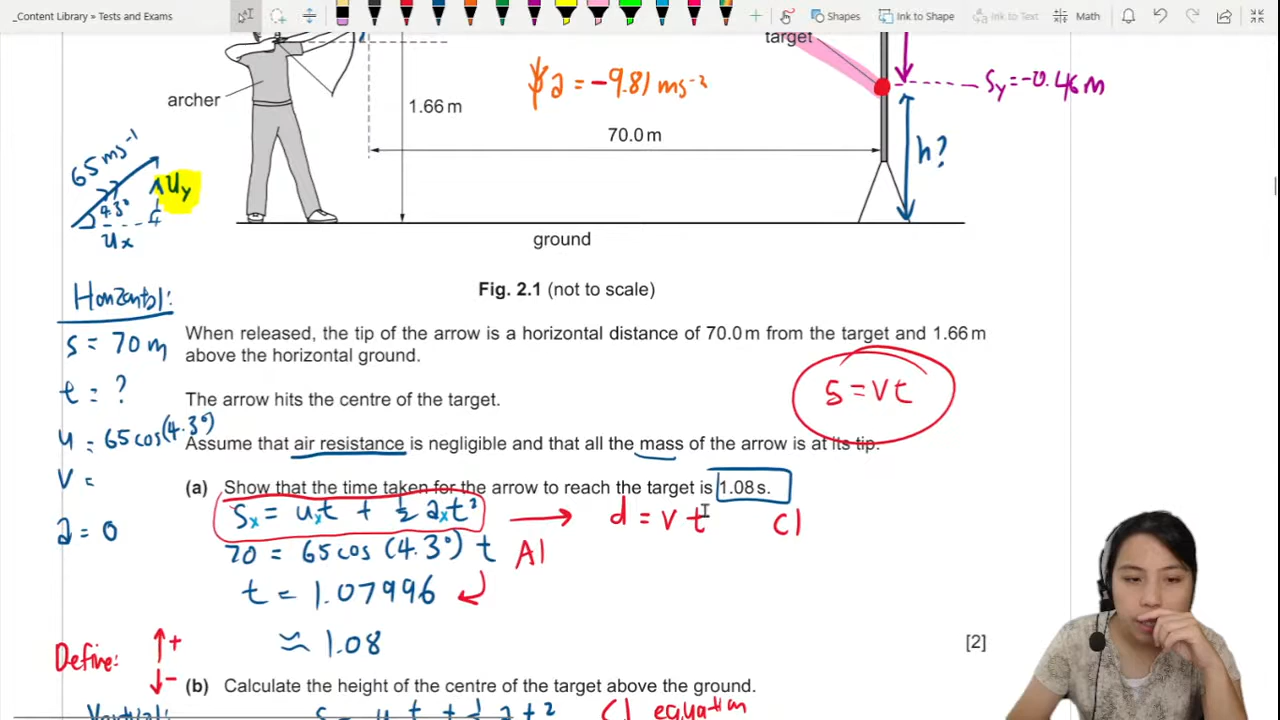 _Content Library » Tests and Exams
Shapes
Ink to Shape
Ink to Text
Math
target
archer
1.66 m
a = -9.81 ms⁻²
Sy = -0.46 m
70.0 m
h?
65 ms⁻¹
uy
4.3°
ux
ground
Fig. 2.1 (not to scale)
Horizontal:
s = 70 m
t = ?
u = 65 cos(4.3°)
v =
a = 0
When released, the tip of the arrow is a horizontal distance of 70.0 m from the target and 1.66 m
above the horizontal ground.
The arrow hits the centre of the target.
s = vt
Assume that air resistance is negligible and that all the mass of the arrow is at its tip.
(a) Show that the time taken for the arrow to reach the target is 1.08 s.
Sx = uxt + ½ axt² → d = v t C1
70 = 65 cos (4.3°) t A1
t = 1.07996
≈ 1.08
[2]
Define: ↑+ ↓-
(b) Calculate the height of the centre of the target above the ground.
Vertical:
C1 equation